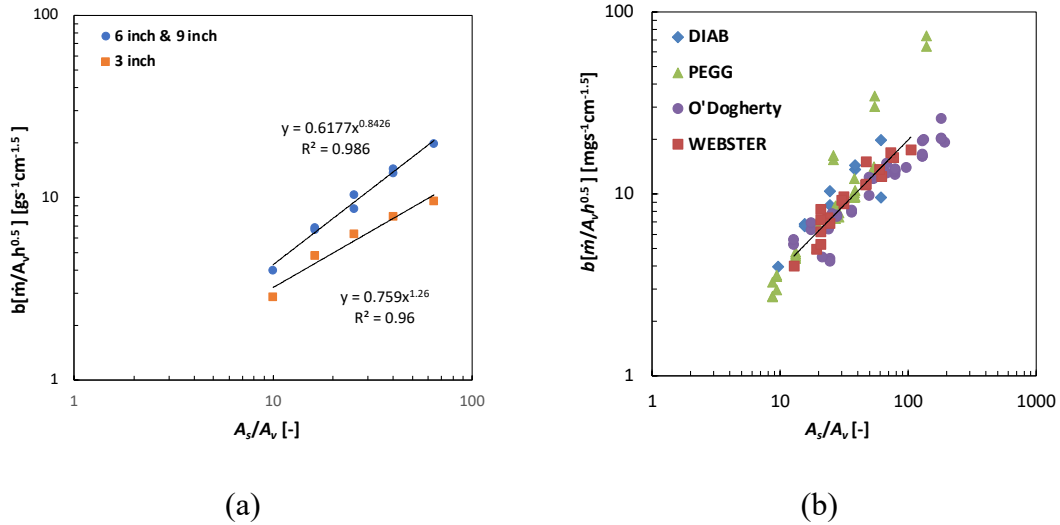 100
10
1
1
10
100
b[ṁ/Aᵥh^0.5] [gs^-1cm^-1.5]
A_s/A_v [-]
6 inch & 9 inch
3 inch
y = 0.6177x^0.8426
R² = 0.986
y = 0.759x^1.26
R² = 0.96
(a)
100
10
1
1
10
100
1000
b[ṁ/Aᵥh^0.5] [mgs^-1cm^-1.5]
A_s/A_v [-]
DIAB
PEGG
O'Dogherty
WEBSTER
(b)